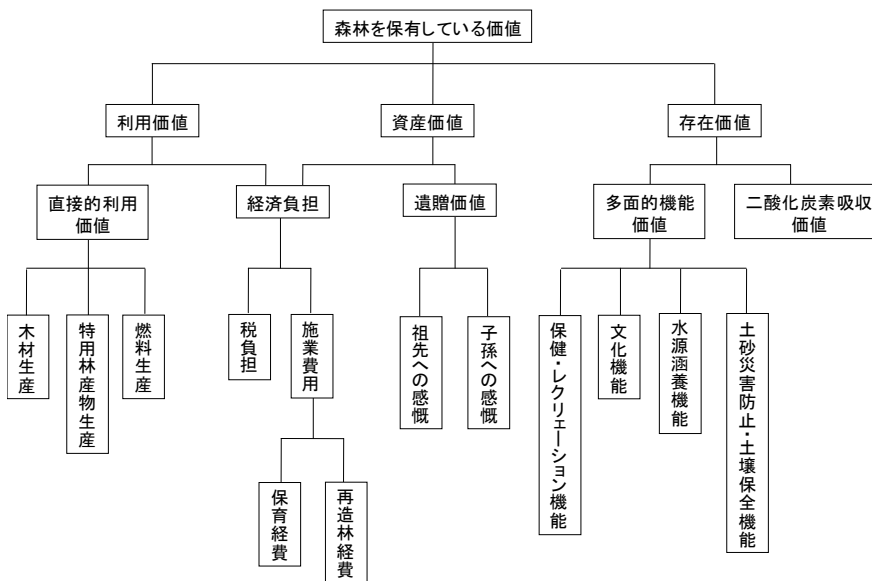 森林を保有している価値
利用価値
資産価値
存在価値
直接的利用
価値
経済負担
遺贈価値
多面的機能
価値
二酸化炭素吸収
価値
木材生産
特用林産物生産
燃料生産
税負担
施業費用
祖先への感慨
子孫への感慨
保健・レクリェーション機能
文化機能
水源涵養機能
土砂災害防止・土壌保全機能
保育経費
再造林経費